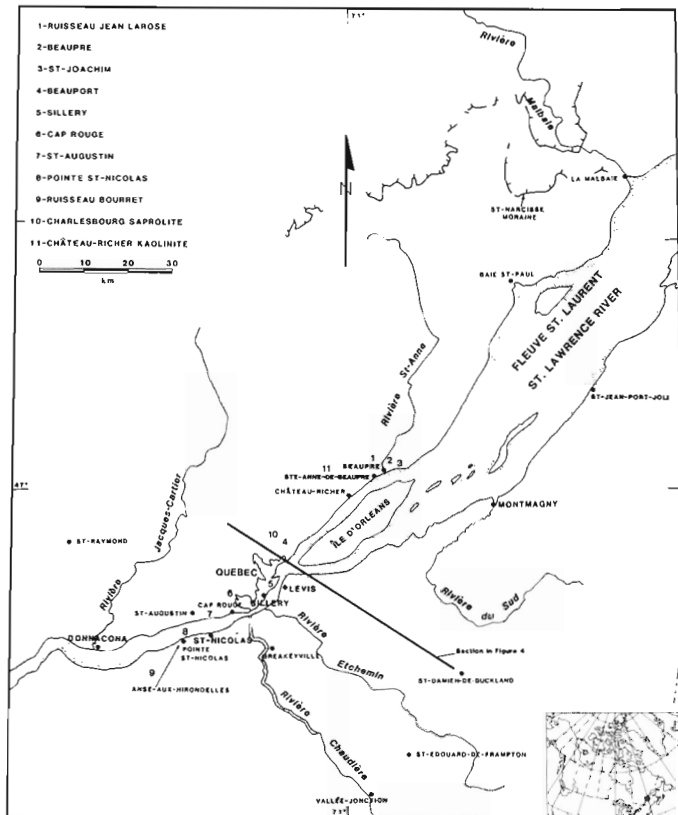 1-RUISSEAU JEAN LAROSE
2-BEAUPRE
3-ST-JOACHIM
4-BEAUPORT
5-SILLERY
6-CAP ROUGE
7-ST-AUGUSTIN
8-POINTE ST-NICOLAS
9-RUISSEAU BOURRET
10-CHARLESBOURG SAPROLITE
11-CHÂTEAU-RICHER KAOLINITE
0 10 20 30
km
71°
N
Rivière
Malbaie
LA MALBAIE
ST-NARCISSE
MORAINE
BAIE ST-PAUL
FLEUVE ST. LAURENT
ST. LAWRENCE RIVER
ST-JEAN-PORT-JOLI
Rivière St-Anne
1
2
3
BEAUPRE
11
STE-ANNE-DE-BEAUPRE
CHÂTEAU-RICHER
47°
MONTMAGNY
ÎLE D'ORLEANS
Rivière Jacques-Cartier
ST-RAYMOND
10
4
QUEBEC
5
LEVIS
6
SILLERY
CAP ROUGE
ST-AUGUSTIN
7
Rivière du Sud
DONNACONA
8
ST-NICOLAS
POINTE
ST-NICOLAS
9
ANSE-AUX-HIRONDELLES
BREAKEYVILLE
Rivière
Etchemin
Section in Figure 4
ST-DAMIEN-DE-BUCKLAND
Rivière
Chaudière
ST-EDOUARD-DE-FRAMPTON
VALLÉE-JONCTION
71°